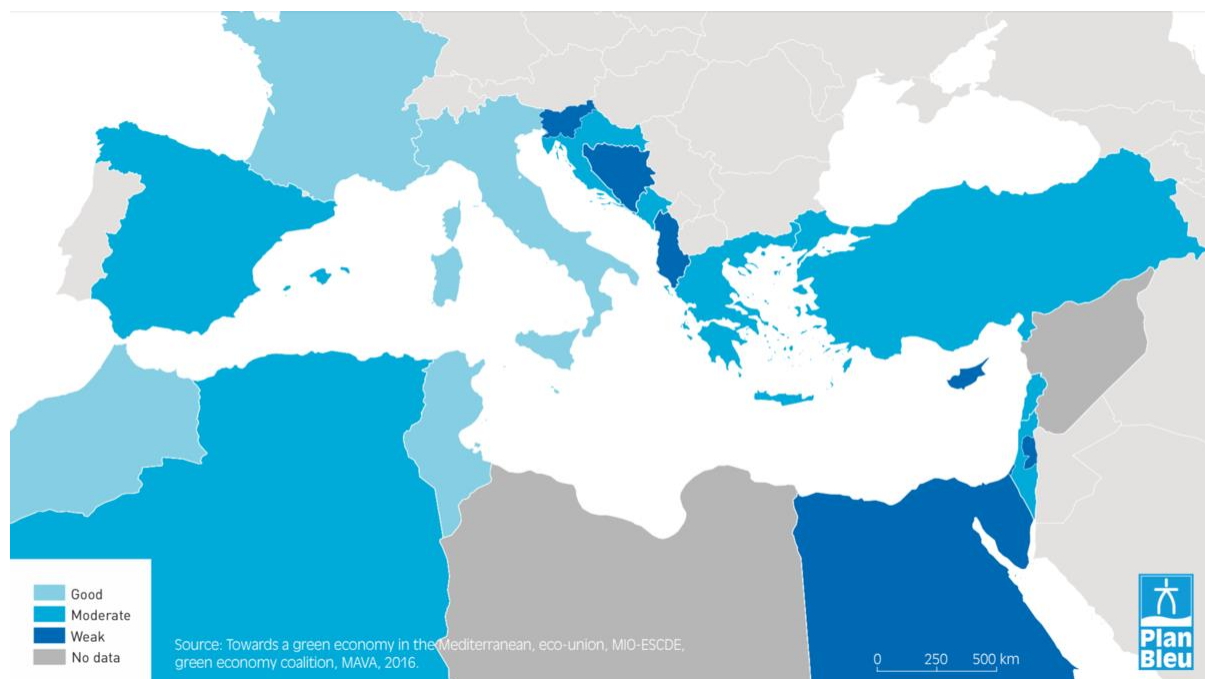 Good
Moderate
Weak
No data
Source: Towards a green economy in the Mediterranean, eco-union, MIO-ESCDE,
green economy coalition, MAVA, 2016.
0 250 500 km
Plan
Bleu